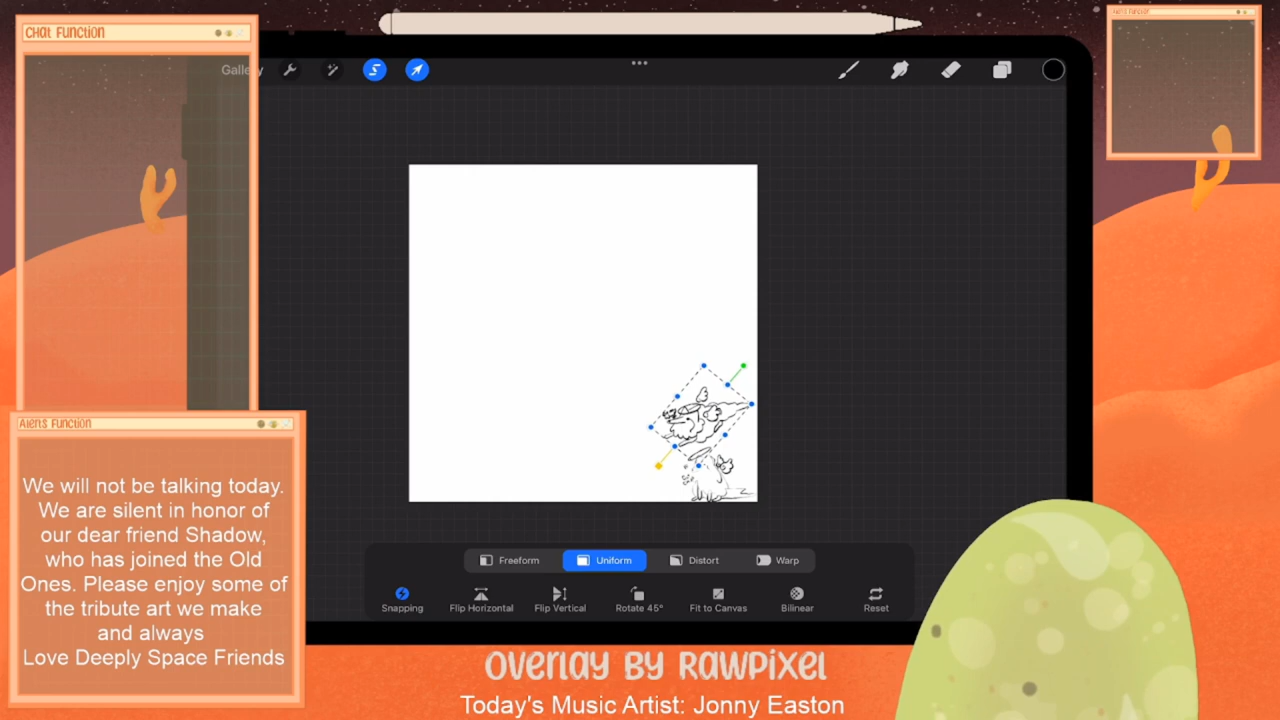 Chat Function
Gallery
Alerts Function
Alerts Function
We will not be talking today.
We are silent in honor of
our dear friend Shadow,
who has joined the Old
Ones. Please enjoy some of
the tribute art we make
and always
Love Deeply Space Friends
Freeform
Uniform
Distort
Warp
Snapping
Flip Horizontal
Flip Vertical
Rotate 45°
Fit to Canvas
Bilinear
Reset
Overlay by Rawpixel
Today's Music Artist: Jonny Easton